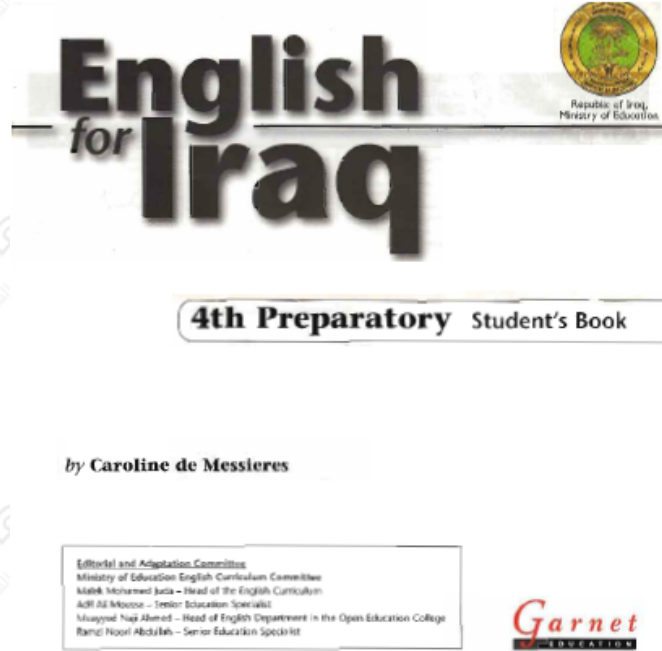 English
for
Iraq
Republic of Iraq,
Ministry of Education
4th Preparatory Student's Book
by Caroline de Messieres
Editorial and Adaptation Committee
Ministry of Education English Curriculum Committee
Malek Mohamed Juda – Head of the English Curriculum
Adil Ali Moussa – Senior Education Specialist
Muayyed Naji Ahmed – Head of English Department in the Open Education College
Ramzi Noori Abdullah – Senior Education Specialist
Garnet
EDUCATION